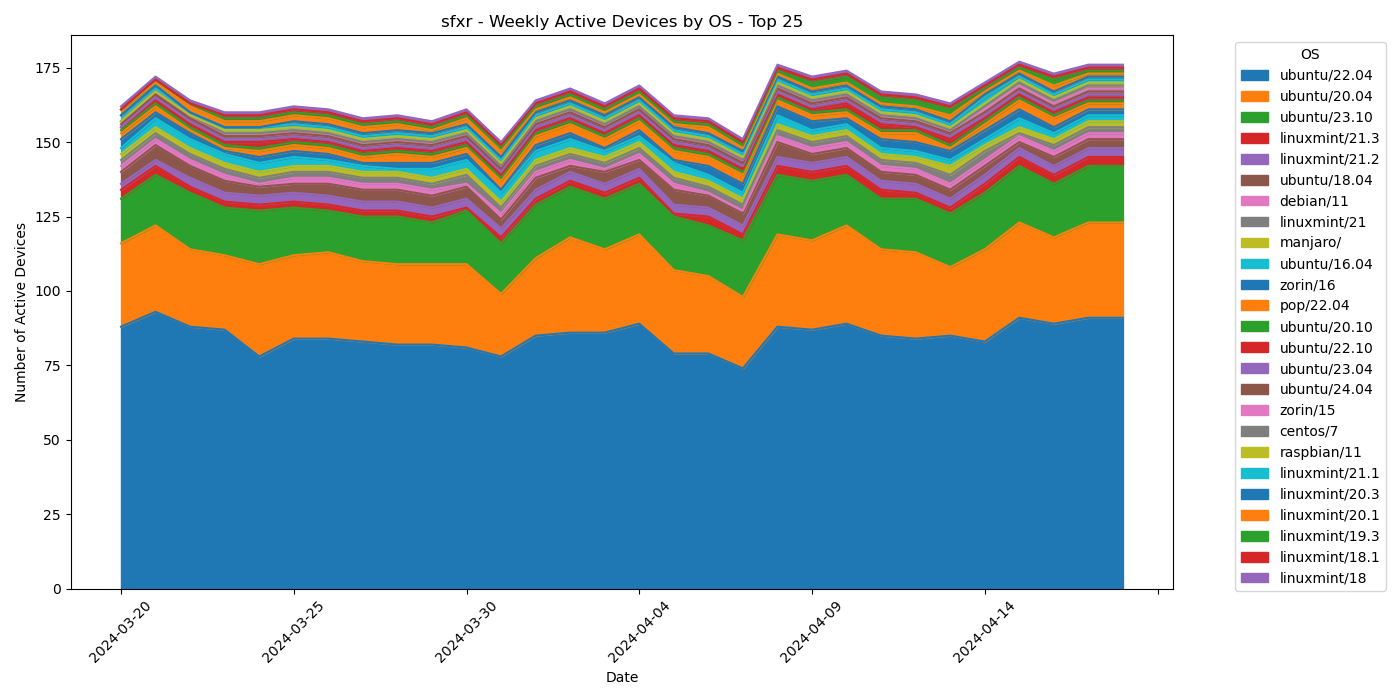 sfxr - Weekly Active Devices by OS - Top 25
Number of Active Devices
175
150
125
100
75
50
25
0
2024-03-20
2024-03-25
2024-03-30
2024-04-04
2024-04-09
2024-04-14
Date
OS
ubuntu/22.04
ubuntu/20.04
ubuntu/23.10
linuxmint/21.3
linuxmint/21.2
ubuntu/18.04
debian/11
linuxmint/21
manjaro/
ubuntu/16.04
zorin/16
pop/22.04
ubuntu/20.10
ubuntu/22.10
ubuntu/23.04
ubuntu/24.04
zorin/15
centos/7
raspbian/11
linuxmint/21.1
linuxmint/20.3
linuxmint/20.1
linuxmint/19.3
linuxmint/18.1
linuxmint/18